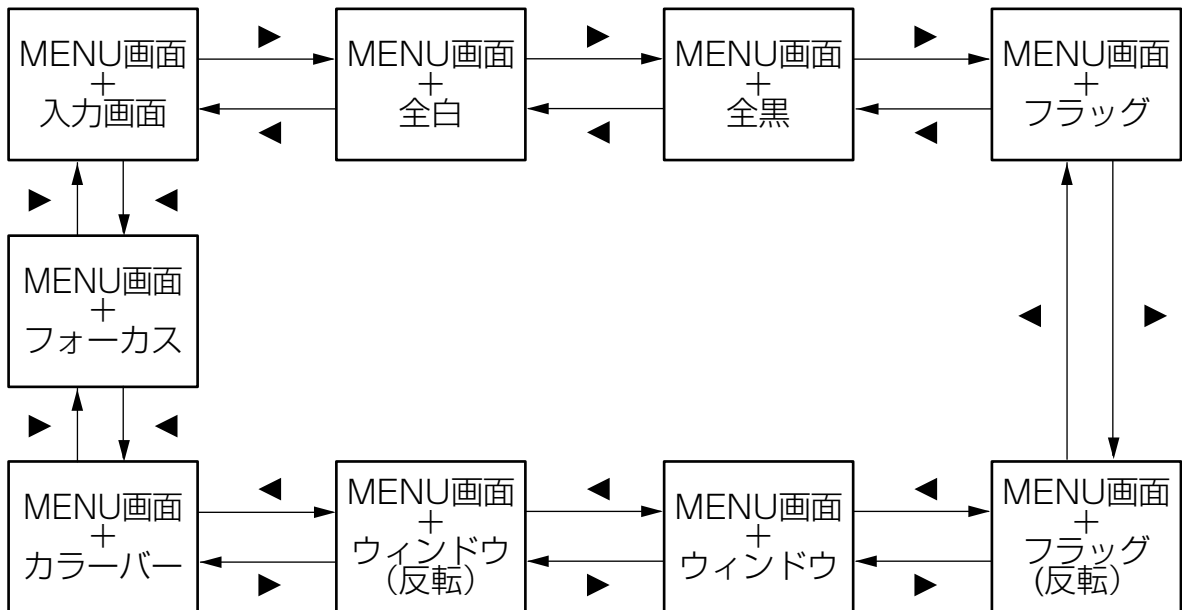 MENU画面
+
入力画面
MENU画面
+
全白
MENU画面
+
全黒
MENU画面
+
フラッグ
MENU画面
+
フォーカス
MENU画面
+
カラーバー
MENU画面
+
ウィンドウ
(反転)
MENU画面
+
ウィンドウ
MENU画面
+
フラッグ
(反転)